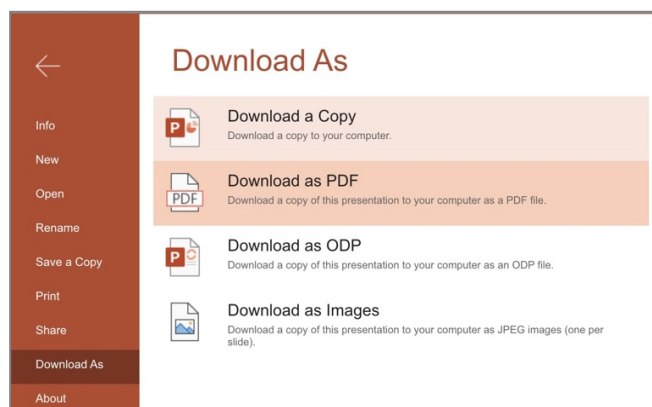 Download As
Info
New
Open
Rename
Save a Copy
Print
Share
Download As
About
P
Download a Copy
Download a copy to your computer.
PDF
Download as PDF
Download a copy of this presentation to your computer as a PDF file.
P
Download as ODP
Download a copy of this presentation to your computer as an ODP file.
Download as Images
Download a copy of this presentation to your computer as JPEG images (one per
slide).